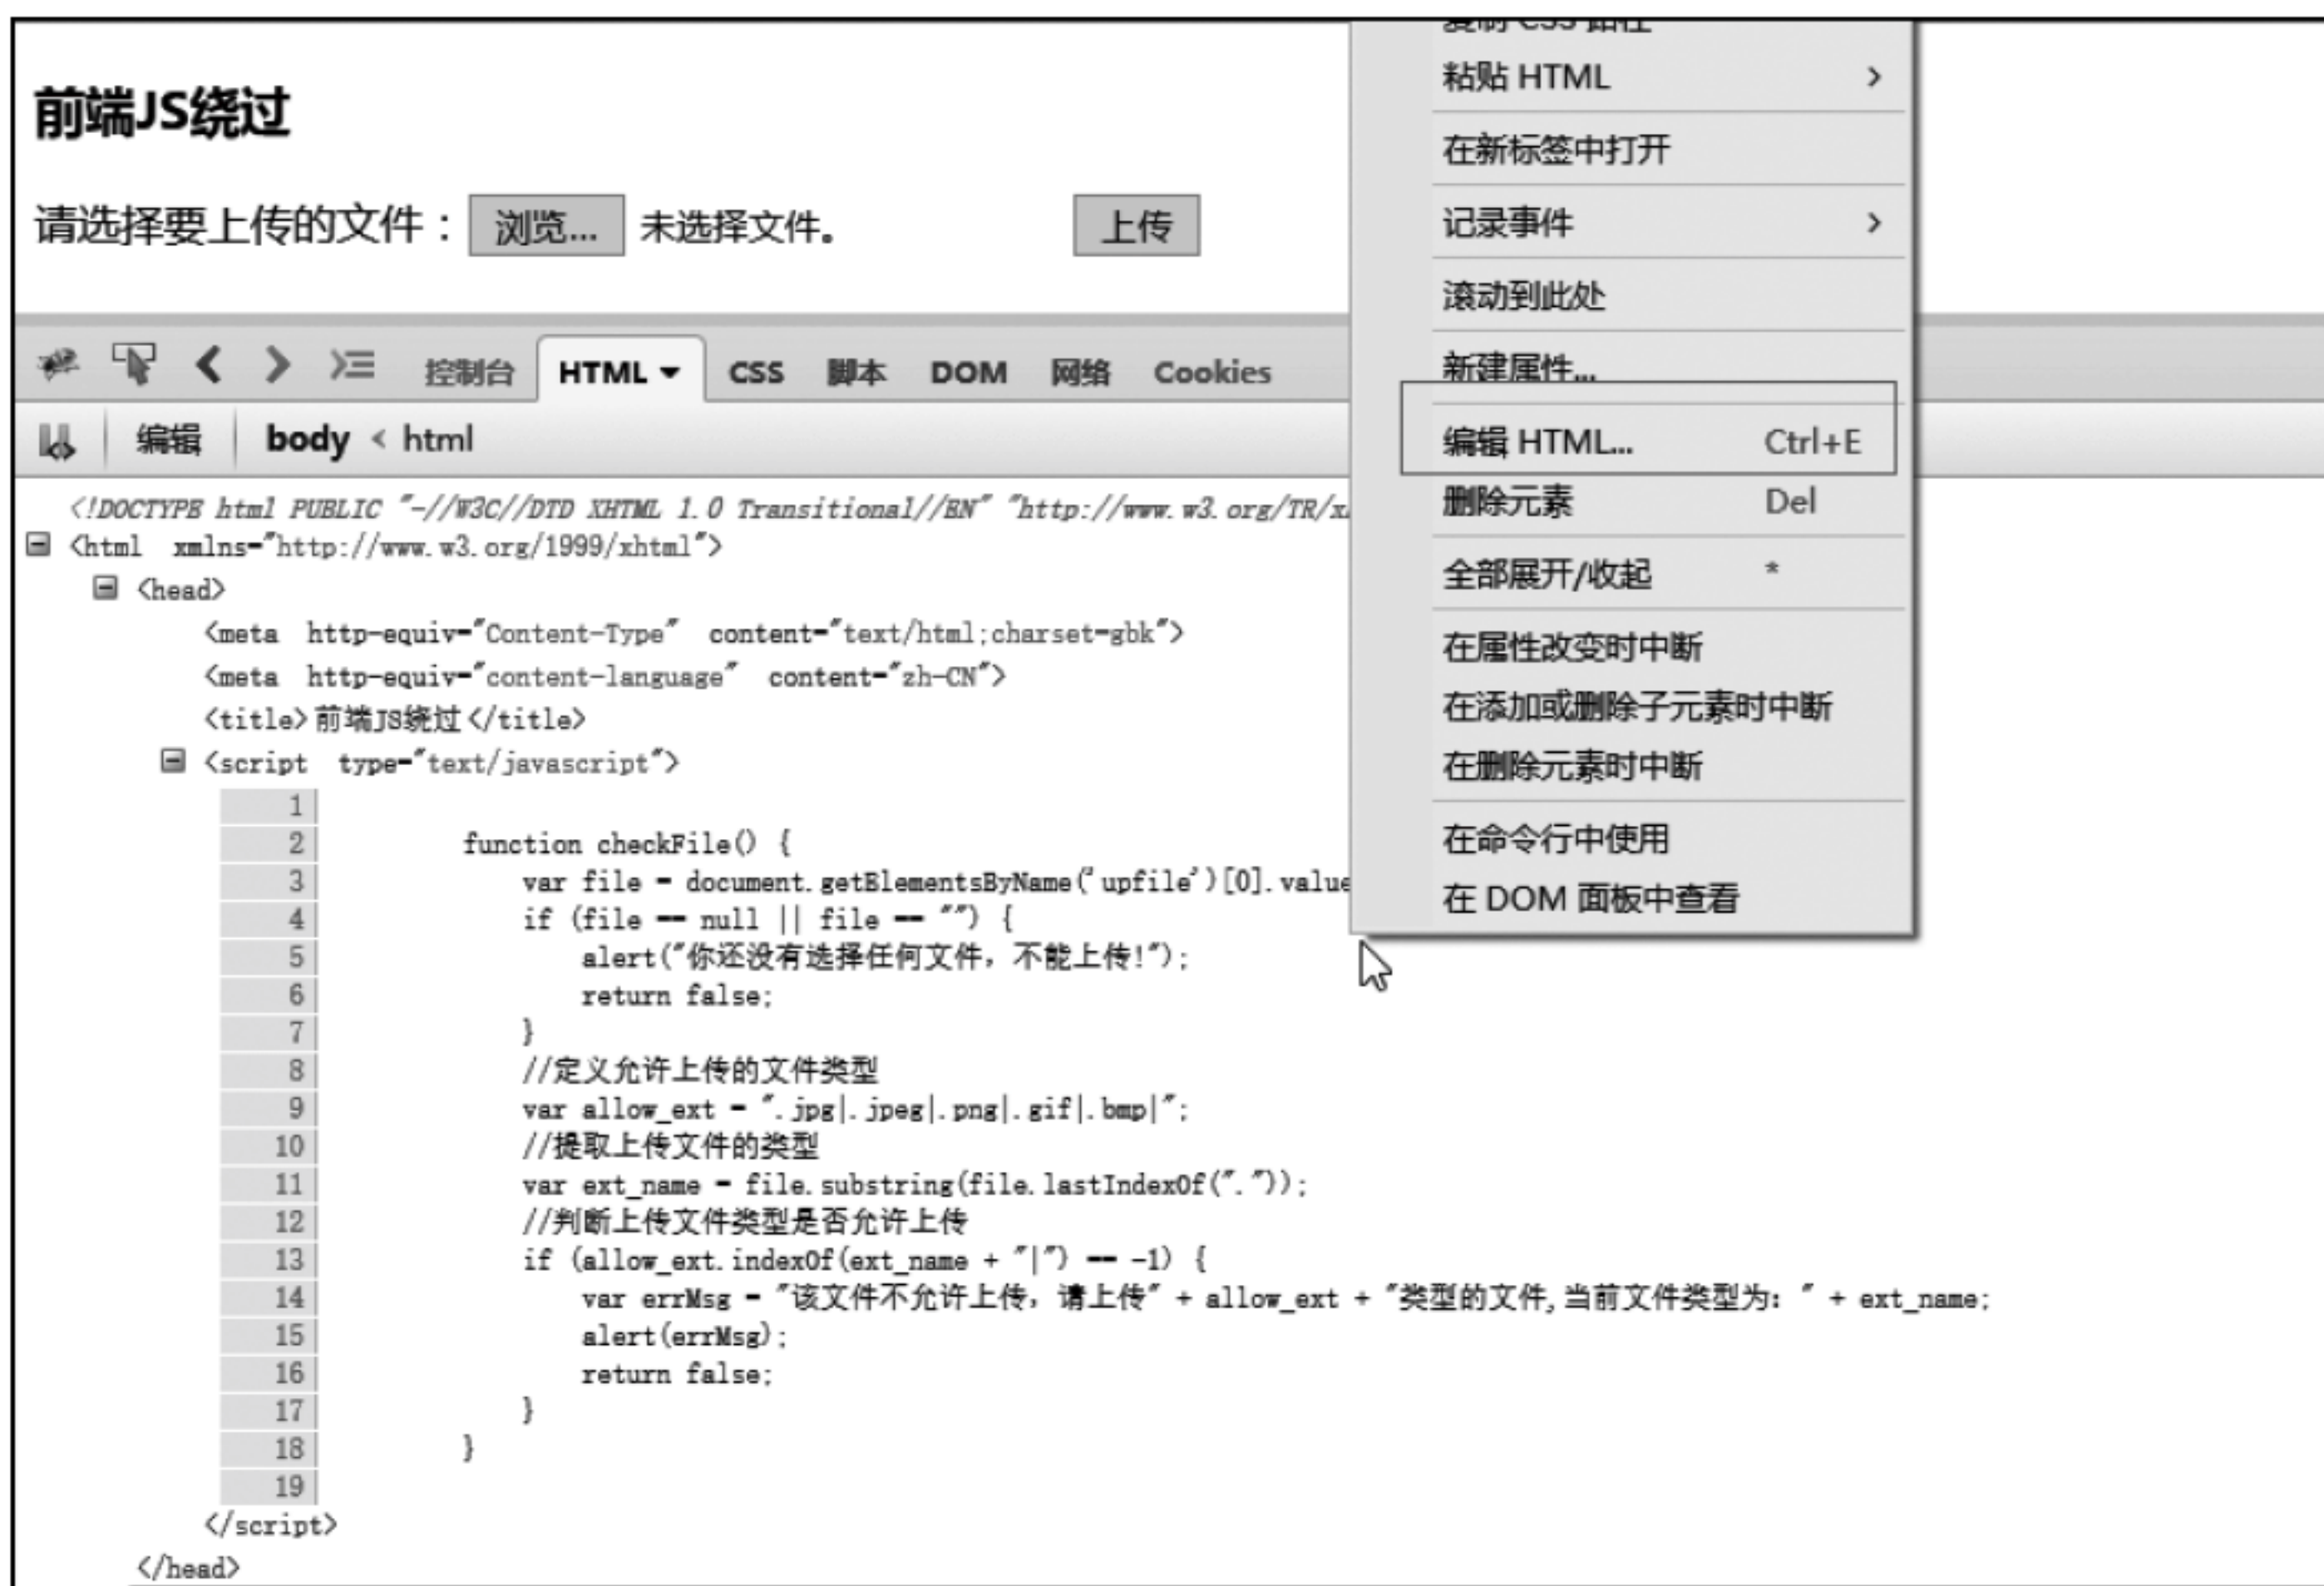 前端JS绕过
请选择要上传的文件：浏览... 未选择文件。 上传
控制台 HTML CSS 脚本 DOM 网络 Cookies
编辑 body < html
<!DOCTYPE html PUBLIC "-//W3C//DTD XHTML 1.0 Transitional//EN" "http://www.w3.org/TR/x
<html xmlns="http://www.w3.org/1999/xhtml">
<head>
<meta http-equiv="Content-Type" content="text/html;charset=gbk">
<meta http-equiv="content-language" content="zh-CN">
<title>前端JS绕过</title>
<script type="text/javascript">
1
2 function checkFile() {
3 var file = document.getElementsByName('upfile')[0].value
4 if (file == null || file == "") {
5 alert("你还没有选择任何文件，不能上传!");
6 return false;
7 }
8 //定义允许上传的文件类型
9 var allow_ext = ".jpg|.jpeg|.png|.gif|.bmp|";
10 //提取上传文件的类型
11 var ext_name = file.substring(file.lastIndexOf("."));
12 //判断上传文件类型是否允许上传
13 if (allow_ext.indexOf(ext_name + "|") == -1) {
14 var errMsg = "该文件不允许上传，请上传" + allow_ext + "类型的文件,当前文件类型为：" + ext_name;
15 alert(errMsg);
16 return false;
17 }
18 }
19
</script>
</head>
复制 CSS 路径
粘贴 HTML
在新标签中打开
记录事件
滚动到此处
新建属性...
编辑 HTML... Ctrl+E
删除元素 Del
全部展开/收起 *
在属性改变时中断
在添加或删除子元素时中断
在删除元素时中断
在命令行中使用
在 DOM 面板中查看